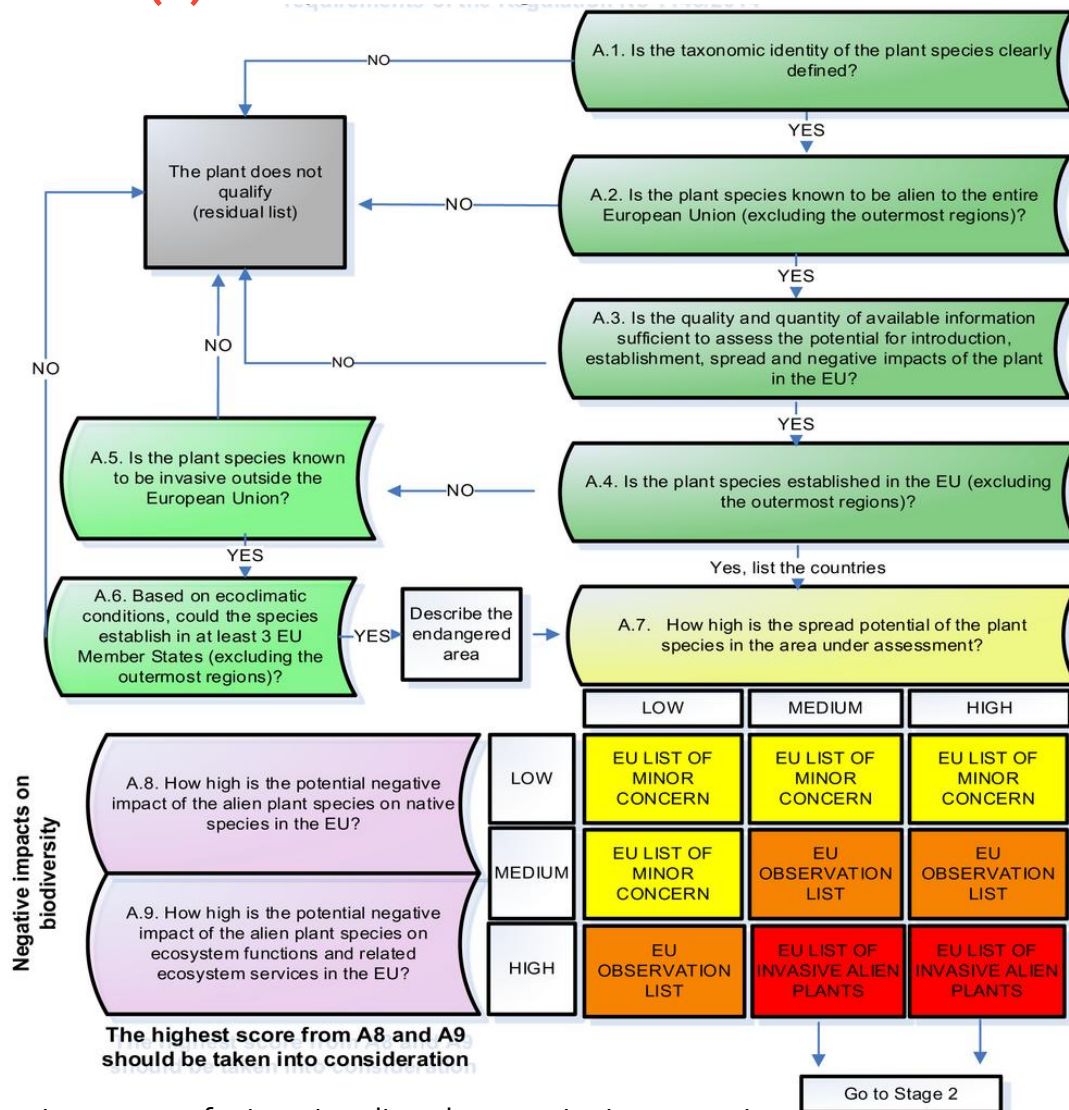 requirements of the Regulation No 1143/2014
A.1. Is the taxonomic identity of the plant species clearly
defined?
NO
YES
The plant does not
qualify
(residual list)
A.2. Is the plant species known to be alien to the entire
European Union (excluding the outermost regions)?
NO
YES
A.3. Is the quality and quantity of available information
sufficient to assess the potential for introduction,
establishment, spread and negative impacts of the plant
in the EU?
NO
NO
NO
YES
A.5. Is the plant species known
to be invasive outside the
European Union?
A.4. Is the plant species established in the EU (excluding
the outermost regions)?
NO
YES
Yes, list the countries
A.6. Based on ecoclimatic
conditions, could the species
establish in at least 3 EU
Member States (excluding the
outermost regions)?
YES
Describe the
endangered
area
A.7. How high is the spread potential of the plant
species in the area under assessment?
LOW
MEDIUM
HIGH
Negative impacts on
biodiversity
A.8. How high is the potential negative
impact of the alien plant species on native
species in the EU?
LOW
EU LIST OF
MINOR
CONCERN
EU LIST OF
MINOR
CONCERN
EU LIST OF
MINOR
CONCERN
MEDIUM
EU LIST OF
MINOR
CONCERN
EU
OBSERVATION
LIST
EU
OBSERVATION
LIST
A.9. How high is the potential negative
impact of the alien plant species on
ecosystem functions and related
ecosystem services in the EU?
HIGH
EU
OBSERVATION
LIST
EU LIST OF
INVASIVE ALIEN
PLANTS
EU LIST OF
INVASIVE ALIEN
PLANTS
The highest score from A8 and A9
should be taken into consideration
Go to Stage 2